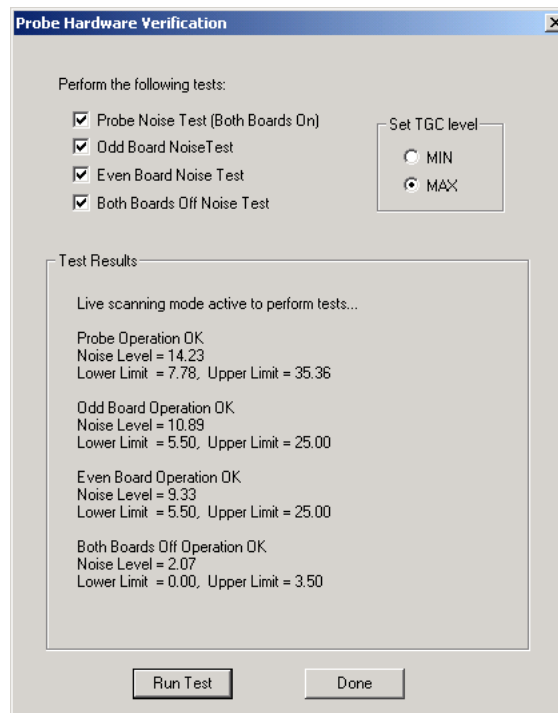 Probe Hardware Verification
Perform the following tests:
Probe Noise Test (Both Boards On)
Odd Board NoiseTest
Even Board Noise Test
Both Boards Off Noise Test
Set TGC level
MIN
MAX
Test Results
Live scanning mode active to perform tests...
Probe Operation OK
Noise Level = 14.23
Lower Limit = 7.78, Upper Limit = 35.36
Odd Board Operation OK
Noise Level = 10.89
Lower Limit = 5.50, Upper Limit = 25.00
Even Board Operation OK
Noise Level = 9.33
Lower Limit = 5.50, Upper Limit = 25.00
Both Boards Off Operation OK
Noise Level = 2.07
Lower Limit = 0.00, Upper Limit = 3.50
Run Test
Done